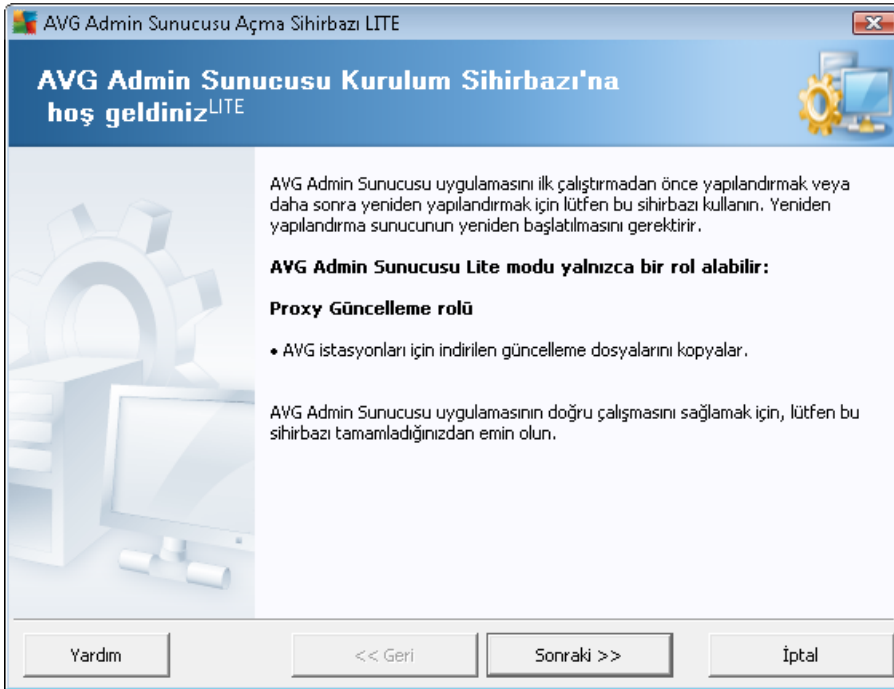 AVG Admin Sunucusu Açma Sihirbazı LITE
AVG Admin Sunucusu Kurulum Sihirbazı'na
hoş geldiniz LITE
AVG Admin Sunucusu uygulamasını ilk çalıştırmadan önce yapılandırmak veya
daha sonra yeniden yapılandırmak için lütfen bu sihirbazı kullanın. Yeniden
yapılandırma sunucunun yeniden başlatılmasını gerektirir.
AVG Admin Sunucusu Lite modu yalnızca bir rol alabilir:
Proxy Güncelleme rolü
• AVG istasyonları için indirilen güncelleme dosyalarını kopyalar.
AVG Admin Sunucusu uygulamasının doğru çalışmasını sağlamak için, lütfen bu
sihirbazı tamamladığınızdan emin olun.
Yardım
<< Geri
Sonraki >>
İptal